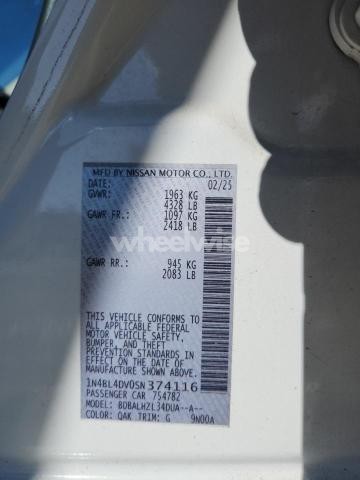 MFD BY NISSAN MOTOR CO., LTD.
DATE: 02/25
GVWR: 1963 KG
4328 LB
GAWR FR.: 1097 KG
2418 LB
wheelwise
GAWR RR.: 945 KG
2083 LB
THIS VEHICLE CONFORMS TO
ALL APPLICABLE FEDERAL
MOTOR VEHICLE SAFETY,
BUMPER, AND THEFT
PREVENTION STANDARDS
IN EFFECT ON THE DATE OF
MANUFACTURE SHOWN ABOVE.
1N4BL4DV0SN374116
PASSENGER CAR 754782
MODEL: BDBALHZL34DUA--A--
COLOR: QAK TRIM: G 9N00A